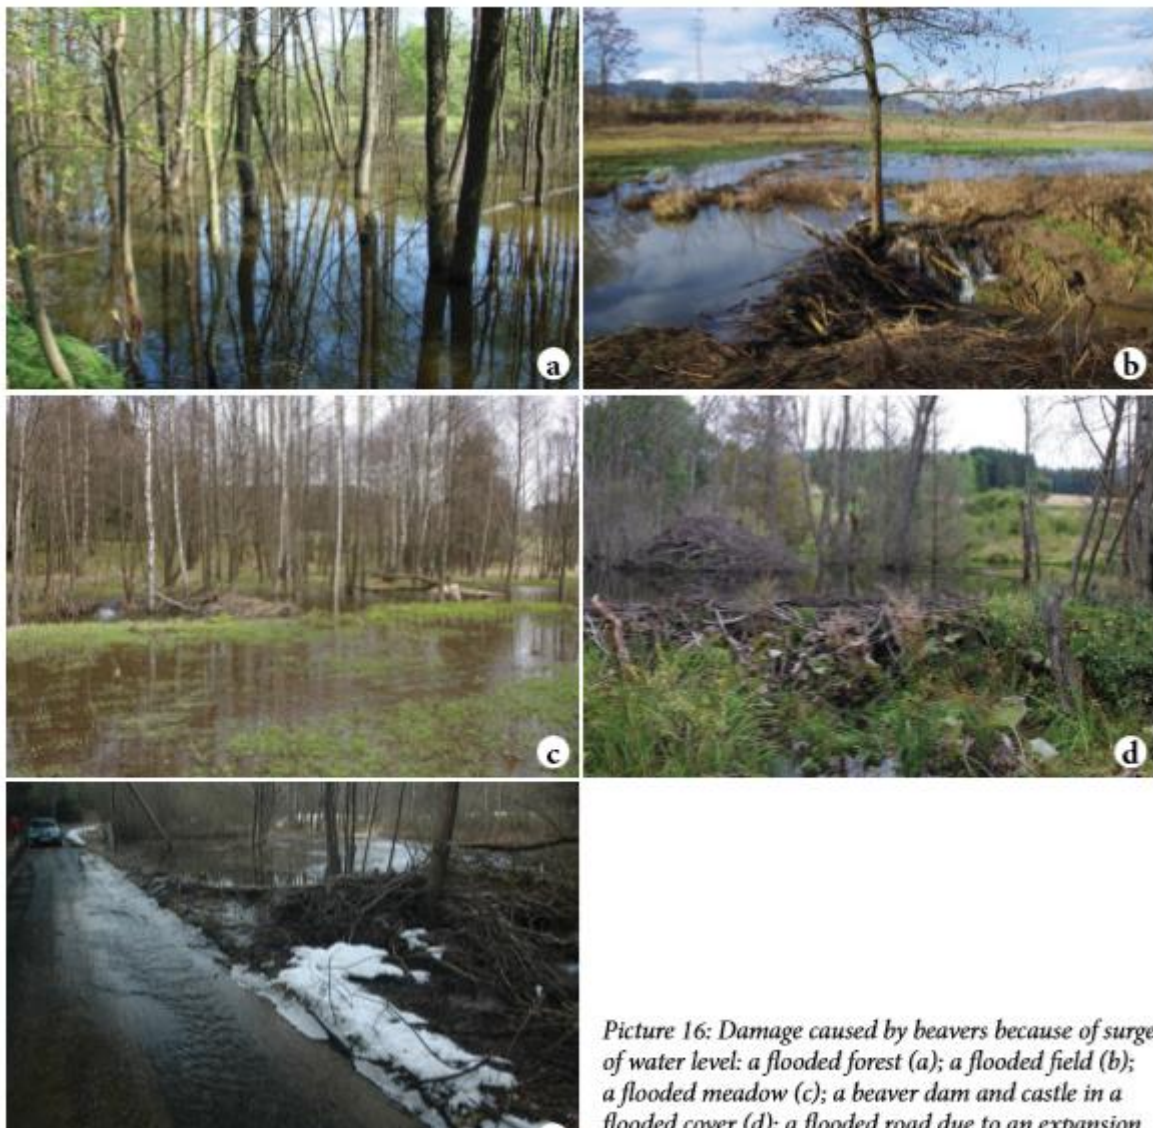 a
b
c
d
Picture 16: Damage caused by beavers because of surge
of water level: a flooded forest (a); a flooded field (b);
a flooded meadow (c); a beaver dam and castle in a
flooded cover (d); a flooded road due to an expansion